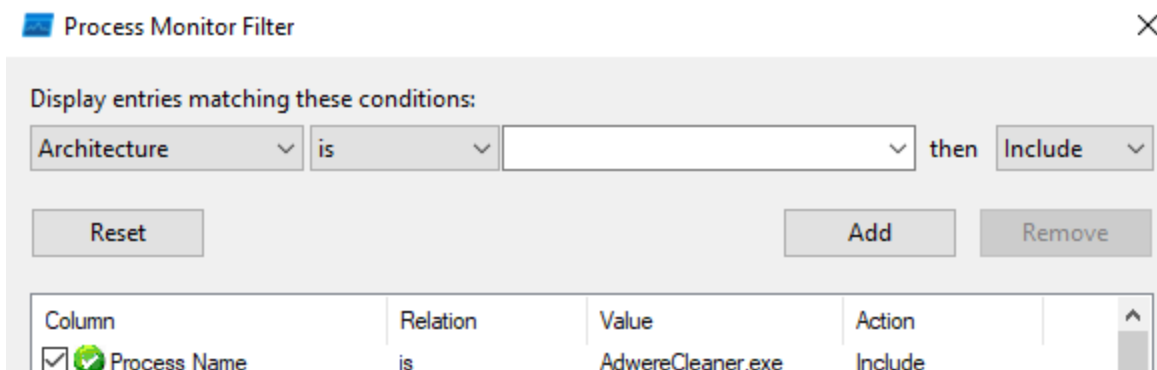 Process Monitor Filter
Display entries matching these conditions:
Architecture is then Include
Reset Add Remove
Column Relation Value Action
Process Name is AdwereCleaner.exe Include